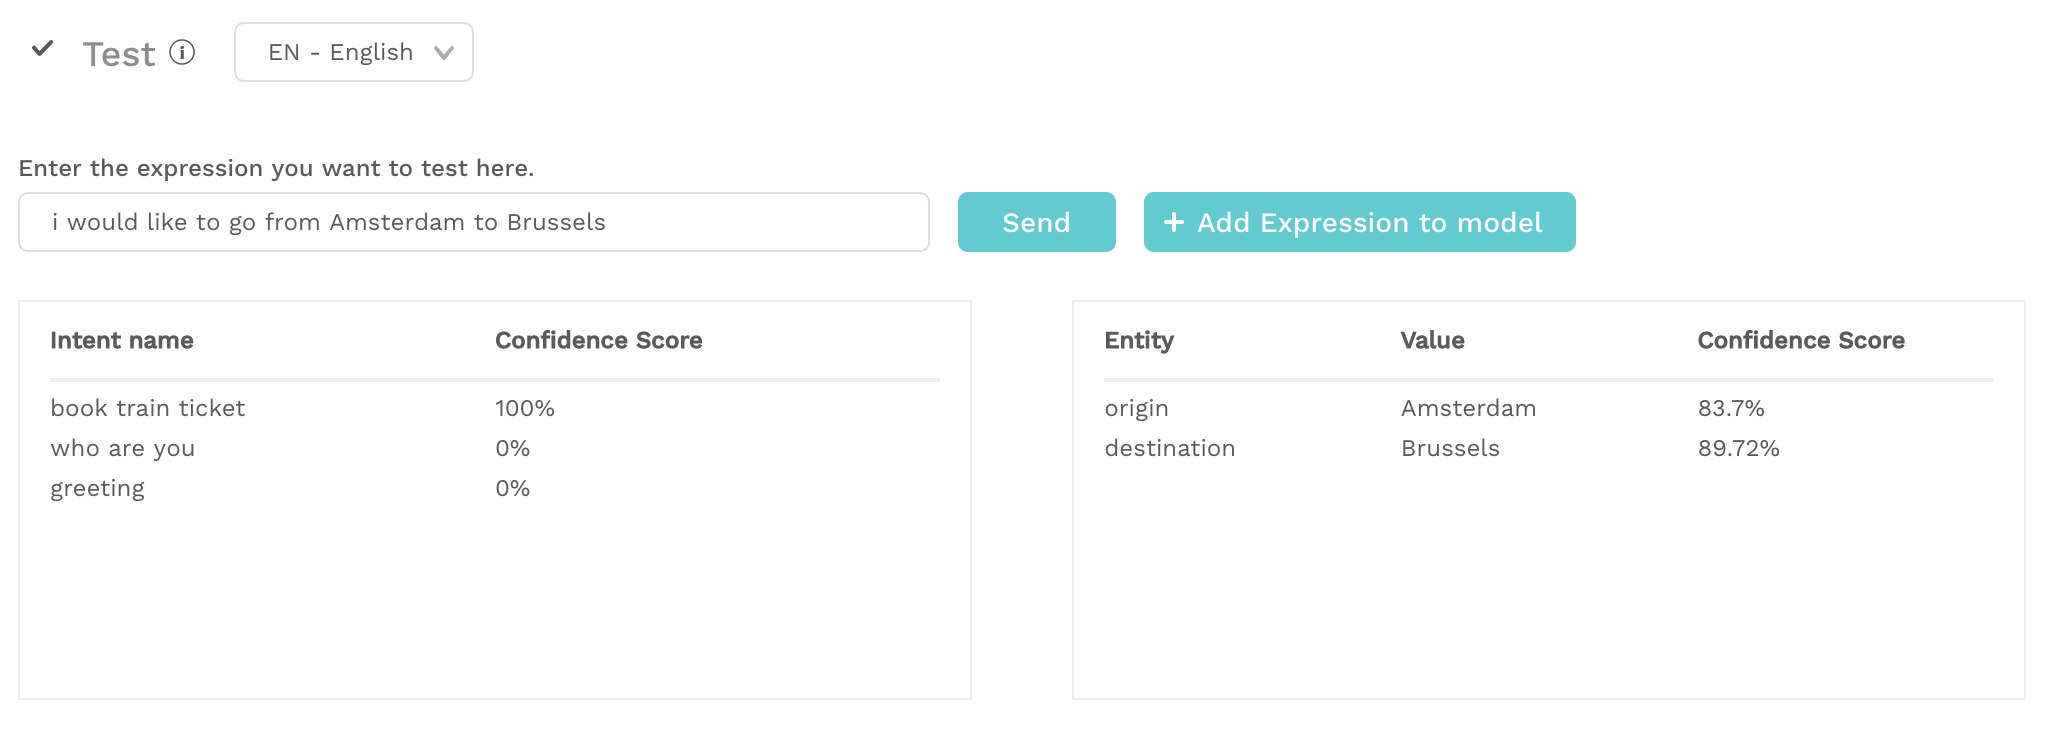 Test
EN - English
Enter the expression you want to test here.
i would like to go from Amsterdam to Brussels
Send
+ Add Expression to model
Intent name Confidence Score
book train ticket 100%
who are you 0%
greeting 0%
Entity Value Confidence Score
origin Amsterdam 83.7%
destination Brussels 89.72%